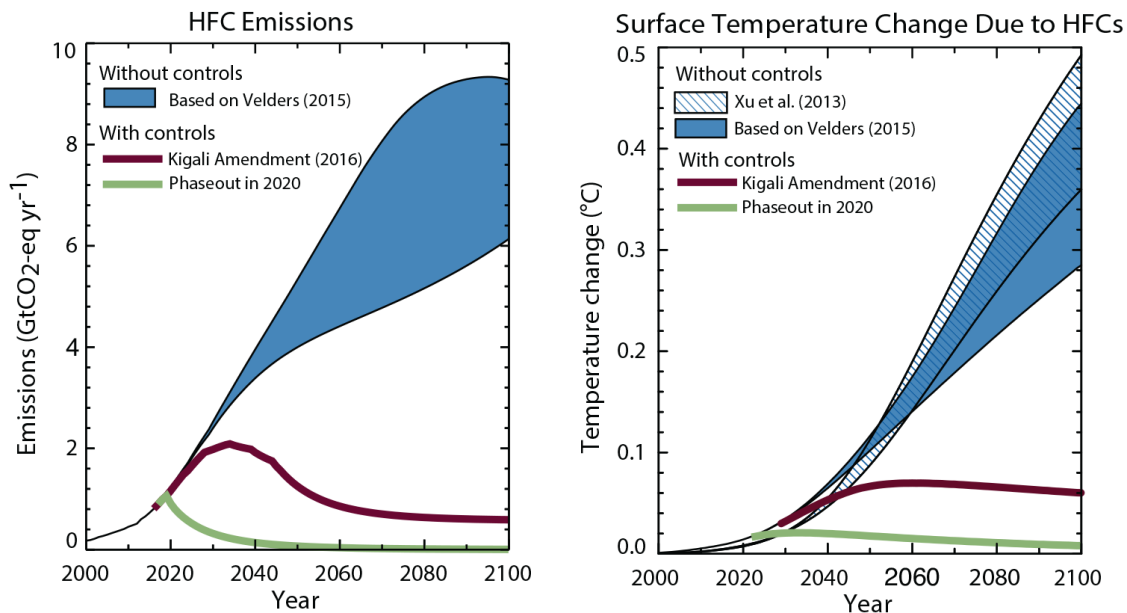 HFC Emissions
10
8
6
4
2
0
Emissions (GtCO2-eq yr-1)
Without controls
Based on Velders (2015)
With controls
Kigali Amendment (2016)
Phaseout in 2020
2000 2020 2040 2060 2080 2100
Year
Surface Temperature Change Due to HFCs
0.5
0.4
0.3
0.2
0.1
0.0
Temperature change (°C)
Without controls
Xu et al. (2013)
Based on Velders (2015)
With controls
Kigali Amendment (2016)
Phaseout in 2020
2000 2020 2040 2060 2080 2100
Year